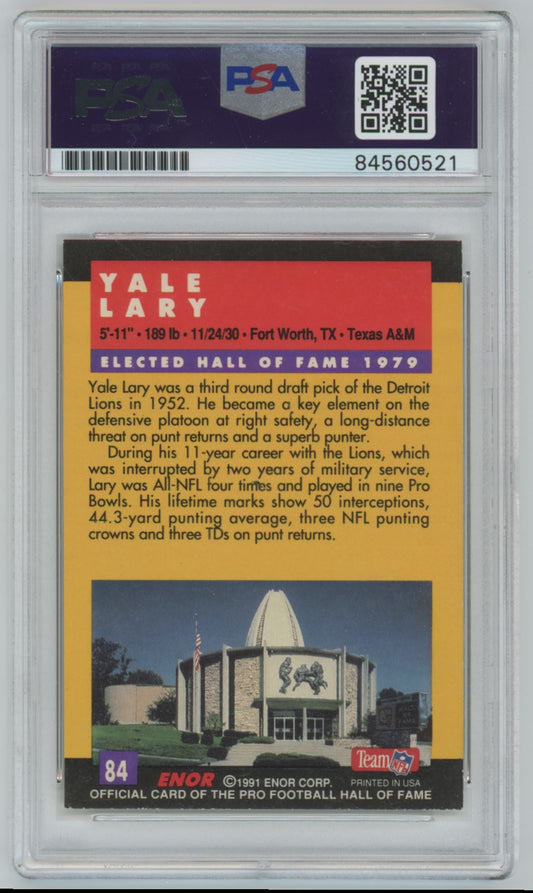 PSA
PSA
84560521
YALE
LARY
5'-11" • 189 lb • 11/24/30 • Fort Worth, TX • Texas A&M
ELECTED HALL OF FAME 1979
Yale Lary was a third round draft pick of the Detroit
Lions in 1952. He became a key element on the
defensive platoon at right safety, a long-distance
threat on punt returns and a superb punter.
During his 11-year career with the Lions, which
was interrupted by two years of military service,
Lary was All-NFL four times and played in nine Pro
Bowls. His lifetime marks show 50 interceptions,
44.3-yard punting average, three NFL punting
crowns and three TDs on punt returns.
84
ENOR ©1991 ENOR CORP.
Team NFL
PRINTED IN USA
OFFICIAL CARD OF THE PRO FOOTBALL HALL OF FAME